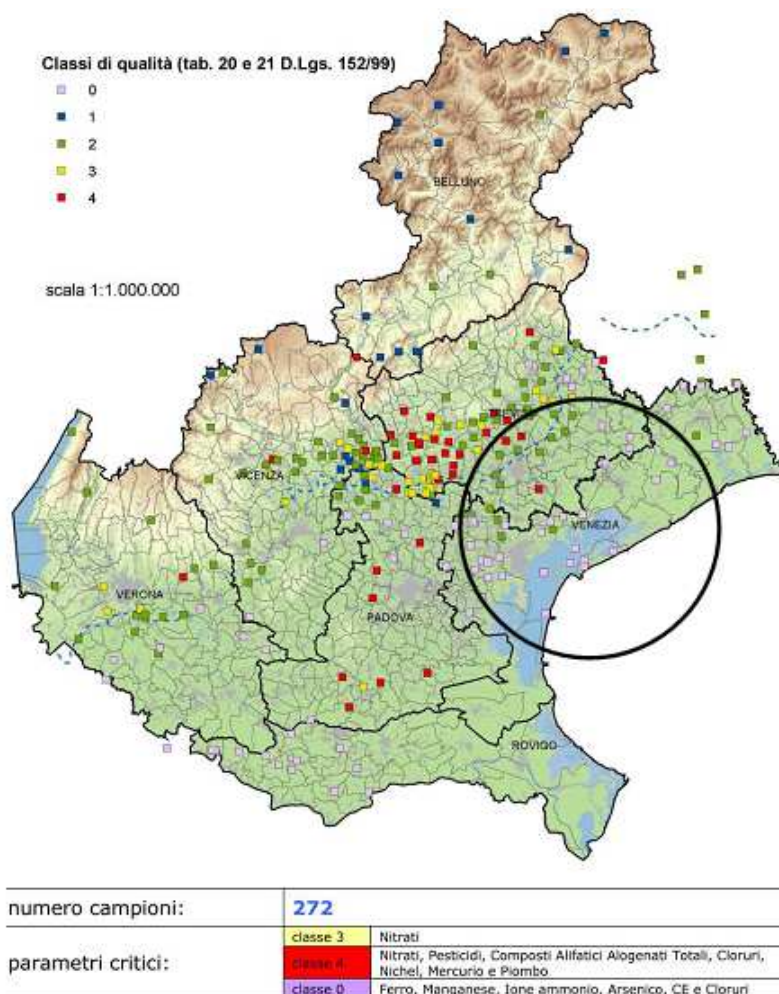 Classi di qualità (tab. 20 e 21 D.Lgs. 152/99)
0
1
2
3
4
BELLUNO
scala 1:1.000.000
VICENZA
VENEZIA
VERONA
PADOVA
ROVIGO
numero campioni:
272
parametri critici:
classe 3
Nitrati
classe 4
Nitrati, Pesticidi, Composti Alifatici Alogenati Totali, Cloruri,
Nichel, Mercurio e Piombo
classe 0
Ferro, Manganese, Ione ammonio, Arsenico, CE e Cloruri